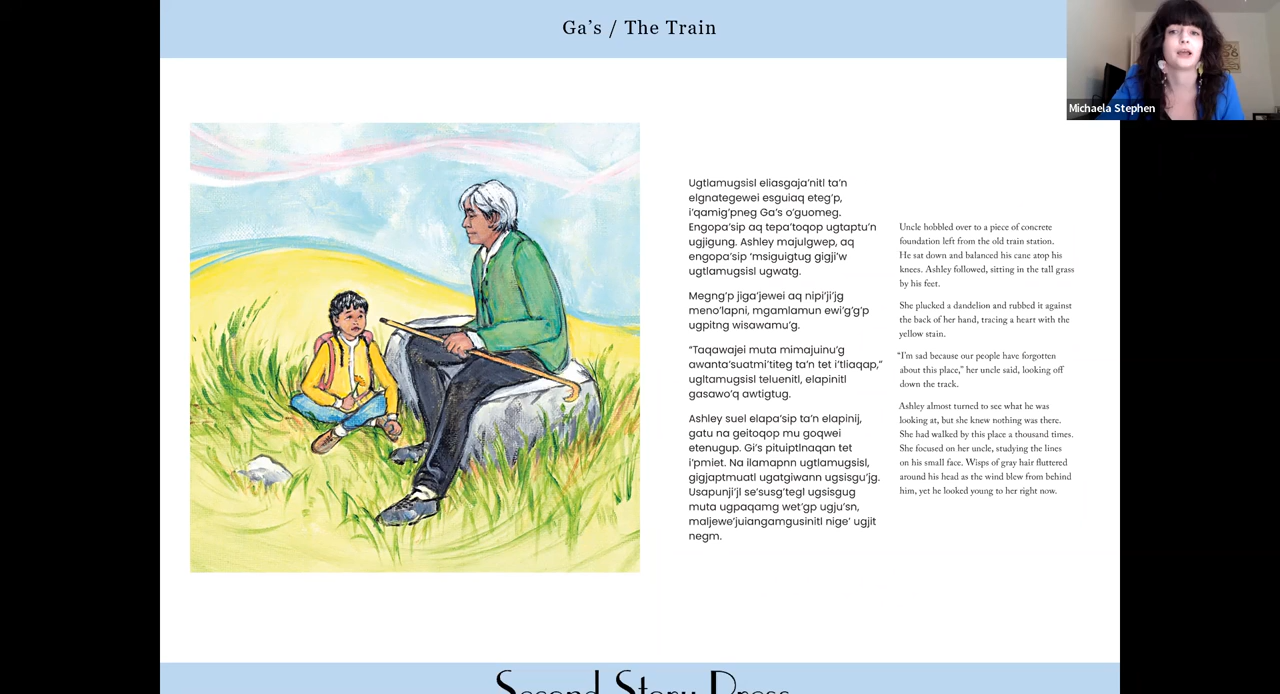 Ga's / The Train
Michaela Stephen
Ugtlamugsisl eliasgaja'nitl ta'n
elgnategewei esguiaq eteg'p,
i'qamig'pneg Ga's o'guomeg.
Engopa'sip aq tepa'toqop ugtaptu'n
ugjigung. Ashley majulgwep, aq
engopa'sip 'msiguigtug gigji'w
ugtlamugsisl ugwatg.
Megng'p jiga'jewei aq nipi'ji'jg
meno'lapni, mgamlamun ewi'g'g'p
ugpitng wisawamu'g.
“Taqawajei muta mimajuinu'g
awanta'suatmi'titeg ta'n tet i'tliaqap,”
ugltamugsisl teluenitl, elapinitl
gasawo'q awtigtug.
Ashley suel elapa'sip ta'n elapinij,
gatu na geitoqop mu goqwei
etenugup. Gi's pituiptlnaqan tet
i'pmiet. Na ilamapnn ugtlamugsisl,
gigjaptmuatl ugatgiwann ugsisgu'jg.
Usapunji'jl se'susg'tegl ugsisgug
muta ugpaqamg wet'gp ugju'sn,
maljewe'juiangamgusinitl nige' ugjit
negm.
Uncle hobbled over to a piece of concrete
foundation left from the old train station.
He sat down and balanced his cane atop his
knees. Ashley followed, sitting in the tall grass
by his feet.
She plucked a dandelion and rubbed it against
the back of her hand, tracing a heart with the
yellow stain.
“I'm sad because our people have forgotten
about this place,” her uncle said, looking off
down the track.
Ashley almost turned to see what he was
looking at, but she knew nothing was there.
She had walked by this place a thousand times.
She focused on her uncle, studying the lines
on his small face. Wisps of gray hair fluttered
around his head as the wind blew from behind
him, yet he looked young to her right now.
Second Story Press